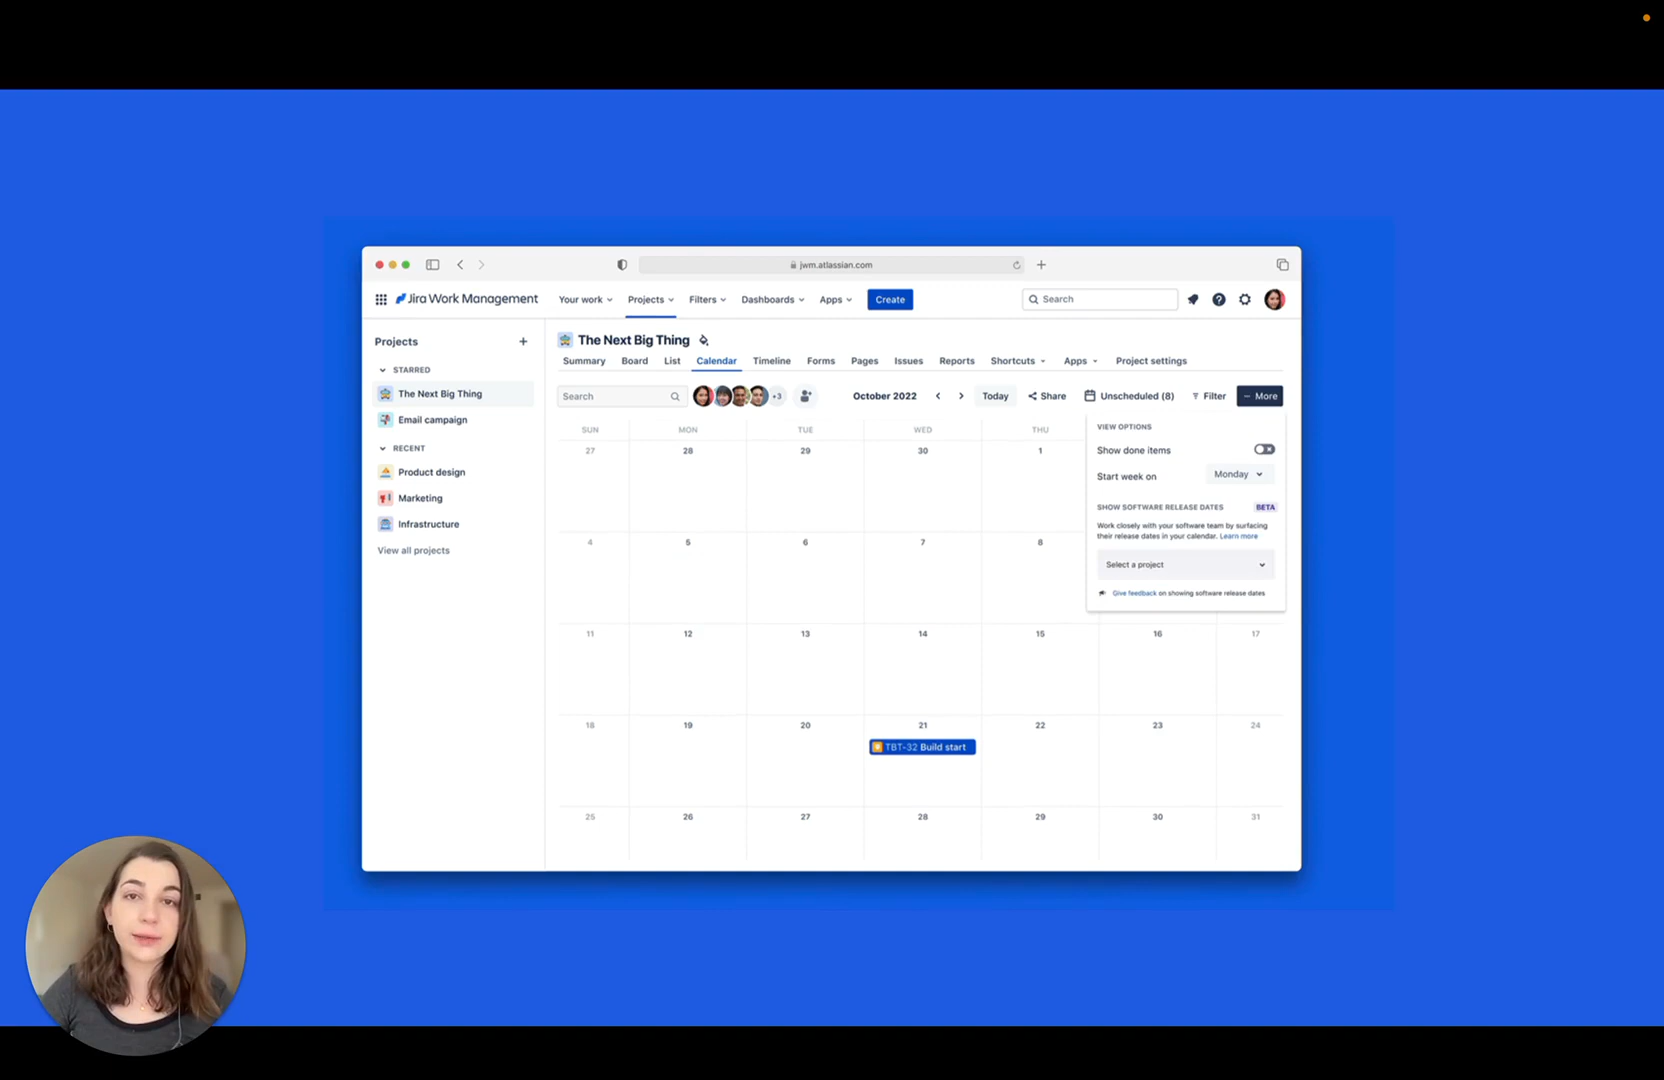 jwm.atlassian.com
Jira Work Management
Your work
Projects
Filters
Dashboards
Apps
Create
Search
Projects
STARRED
The Next Big Thing
Email campaign
RECENT
Product design
Marketing
Infrastructure
View all projects
The Next Big Thing
Summary
Board
List
Calendar
Timeline
Forms
Pages
Issues
Reports
Shortcuts
Apps
Project settings
Search
+3
October 2022
Today
Share
Unscheduled (8)
Filter
More
SUN MON TUE WED THU
27 28 29 30 1
4 5 6 7 8
11 12 13 14 15 16 17
18 19 20 21 22 23 24
TBT-32 Build start
25 26 27 28 29 30 31
VIEW OPTIONS
Show done items
Start week on
Monday
SHOW SOFTWARE RELEASE DATES BETA
Work closely with your software team by surfacing
their release dates in your calendar. Learn more
Select a project
Give feedback on showing software release dates